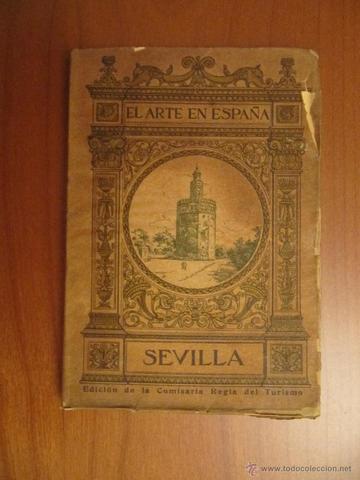 EL ARTE EN ESPAÑA
SEVILLA
Edición de la Comisaría Regia del Turismo
© www.todocoleccion.net